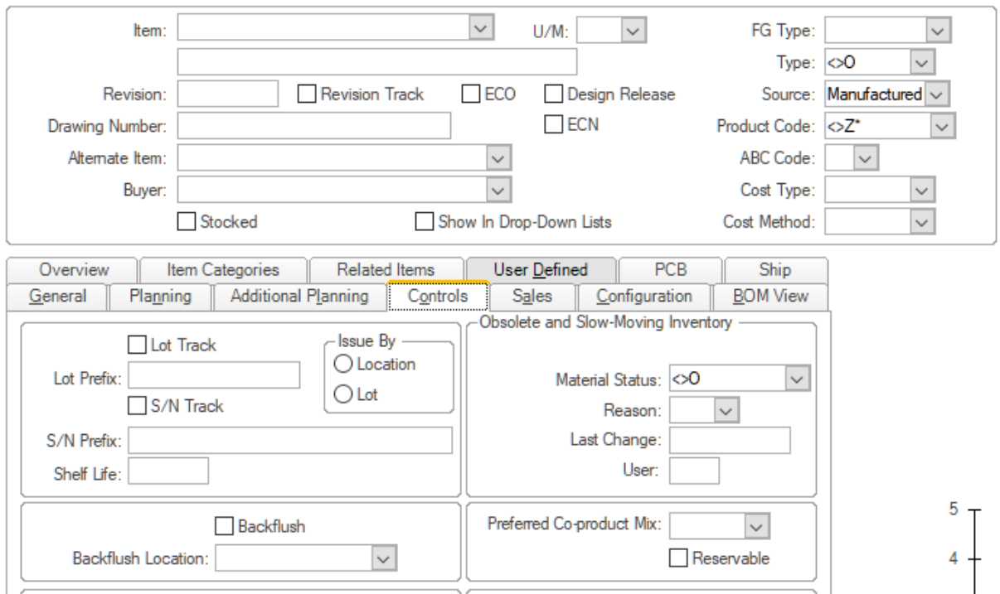 Item: U/M: FG Type:
Type: <>O
Revision: Revision Track ECO Design Release Source: Manufactured
Drawing Number: ECN Product Code: <>Z*
Alternate Item: ABC Code:
Buyer: Cost Type:
Stocked Show In Drop-Down Lists Cost Method:
Overview Item Categories Related Items User Defined PCB Ship
General Planning Additional Planning Controls Sales Configuration BOM View
Lot Track
Lot Prefix:
S/N Track
Issue By
Location
Lot
S/N Prefix:
Shelf Life:
Obsolete and Slow-Moving Inventory
Material Status: <>O
Reason:
Last Change:
User:
Backflush
Backflush Location:
Preferred Co-product Mix:
Reservable
5
4